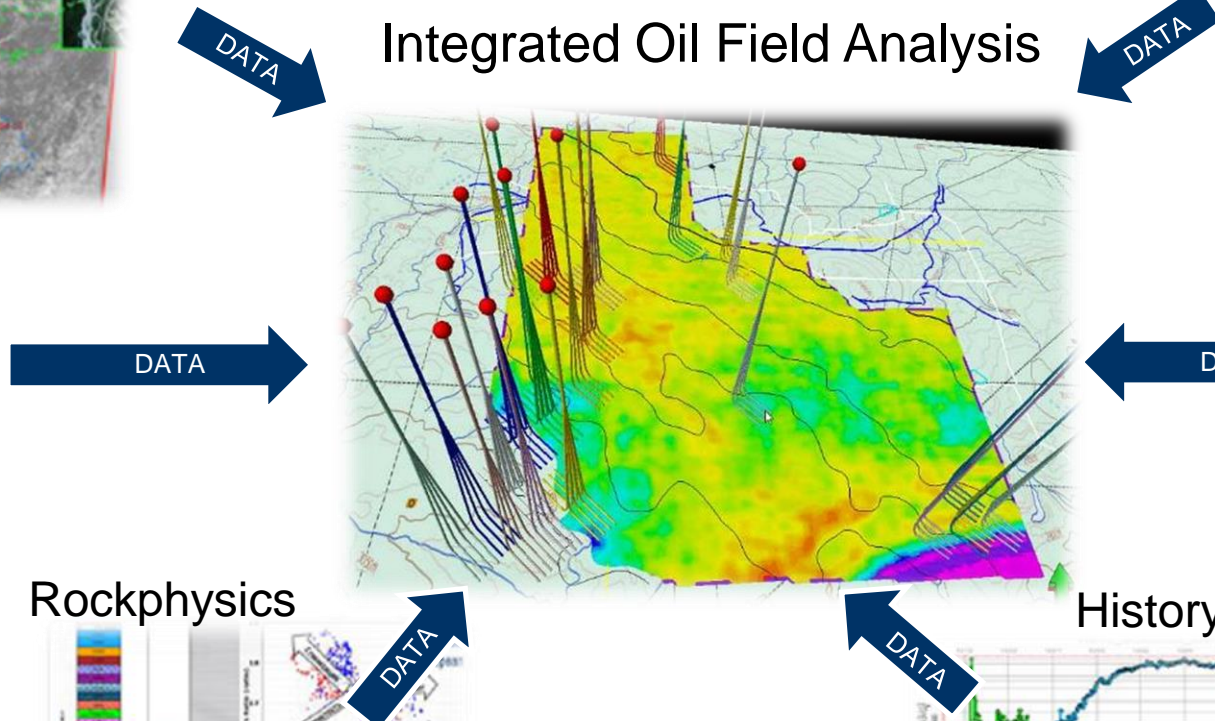 Integrated Oil Field Analysis
DATA
DATA
DATA
D
Rockphysics
History
DATA
DATA